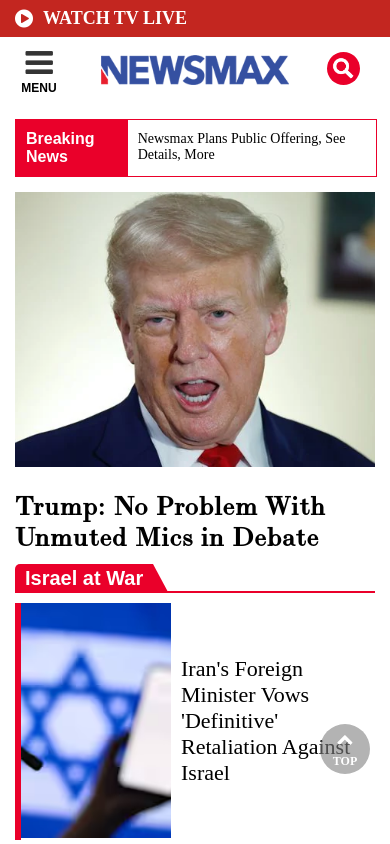 WATCH TV LIVE
MENU
NEWSMAX
Breaking
News
Newsmax Plans Public Offering, See
Details, More
Trump: No Problem With
Unmuted Mics in Debate
Israel at War
Iran's Foreign
Minister Vows
'Definitive'
Retaliation Against
Israel
TOP